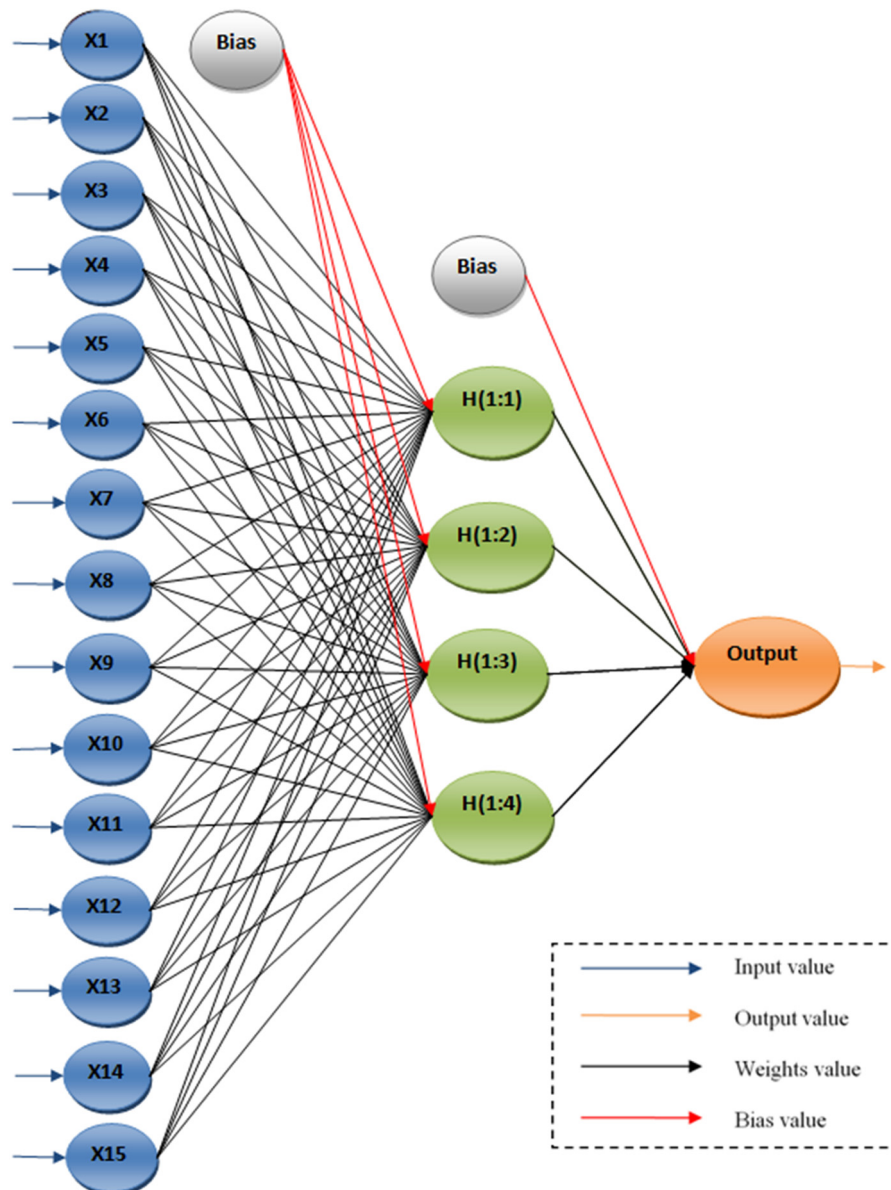 X1
Bias
X2
X3
X4
Bias
X5
X6
H(1:1)
X7
H(1:2)
X8
X9
H(1:3)
Output
X10
H(1:4)
X11
X12
X13
X14
X15
Input value
Output value
Weights value
Bias value